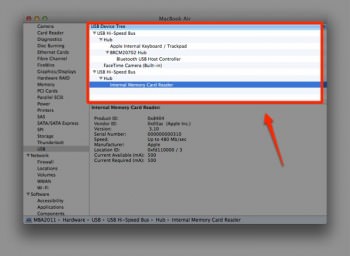 MacBook Air
Camera
Card Reader
Diagnostics
Disc Burning
Ethernet Cards
Fibre Channel
FireWire
Graphics/Displays
Hardware RAID
Memory
PCI Cards
Parallel SCSI
Power
Printers
SAS
SATA/SATA Express
SPI
Storage
Thunderbolt
USB
Network
Firewall
Locations
Volumes
WWAN
Wi-Fi
Software
Accessibility
Applications
Components
USB Device Tree
USB Hi-Speed Bus
Hub
Apple Internal Keyboard / Trackpad
BRCM20702 Hub
Bluetooth USB Host Controller
FaceTime Camera (Built-in)
USB Hi-Speed Bus
Hub
Internal Memory Card Reader
Internal Memory Card Reader:
Product ID: 0x8404
Vendor ID: 0x05ac (Apple Inc.)
Version:
Serial Number:
Speed: Up to 480 Mb/sec
Manufacturer: Apple
Location ID:
Current Available (mA): 500
Current Required (mA): 500
MBA2011 ▸ Hardware ▸ USB ▸ USB Hi-Speed Bus ▸ Hub ▸ Internal Memory Card Reader